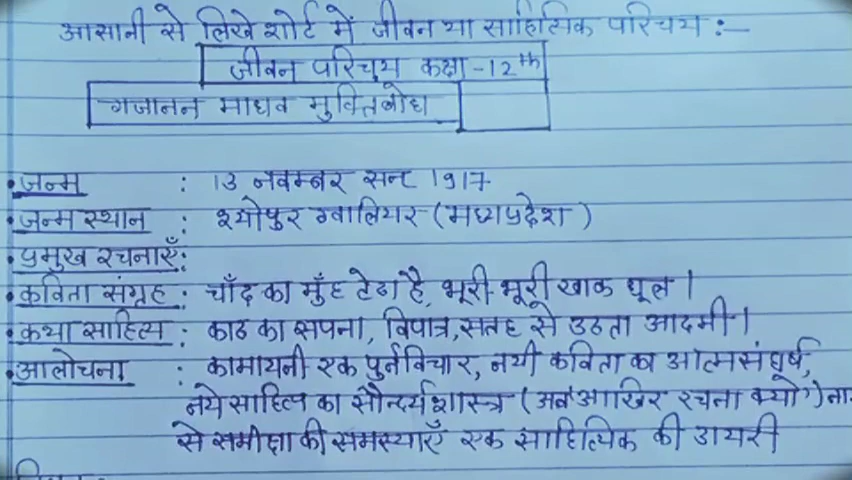 आसानी से लिखे शोर्ट में जीवन या साहित्यिक परिचय :—
जीवन परिचय कक्षा -12th
गजानन माधव मुक्तिबोध
• जन्म : 13 नवम्बर सन् 1917
• जन्म स्थान : श्योपुर ग्वालियर (मध्यप्रदेश)
• प्रमुख रचनाएँ:
• कविता संग्रह : चाँद का मुँह टेढा है, भूरी-भूरी खाक धूल।
• कथा साहित्य : काठ का सपना, विपात्र, सतह से उठता आदमी।
• आलोचना : कामायनी एक पुर्नविचार, नयी कविता का आत्मसंघर्ष,
नये साहित्य का सौन्दर्यशास्त्र (अब आखिर रचना क्यो?) ना
से समीक्षा की समस्याएँ एक साहित्यिक की डायरी